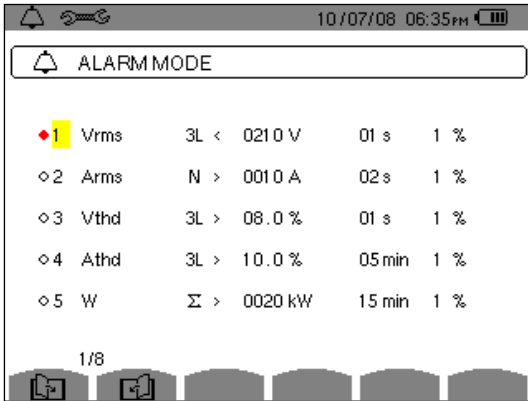 10/07/08 06:35PM
ALARM MODE
1 Vrms 3L < 0210 V 01 s 1 %
2 Arms N > 0010 A 02 s 1 %
3 Vthd 3L > 08.0 % 01 s 1 %
4 Athd 3L > 10.0 % 05 min 1 %
5 W Σ > 0020 kW 15 min 1 %
1/8